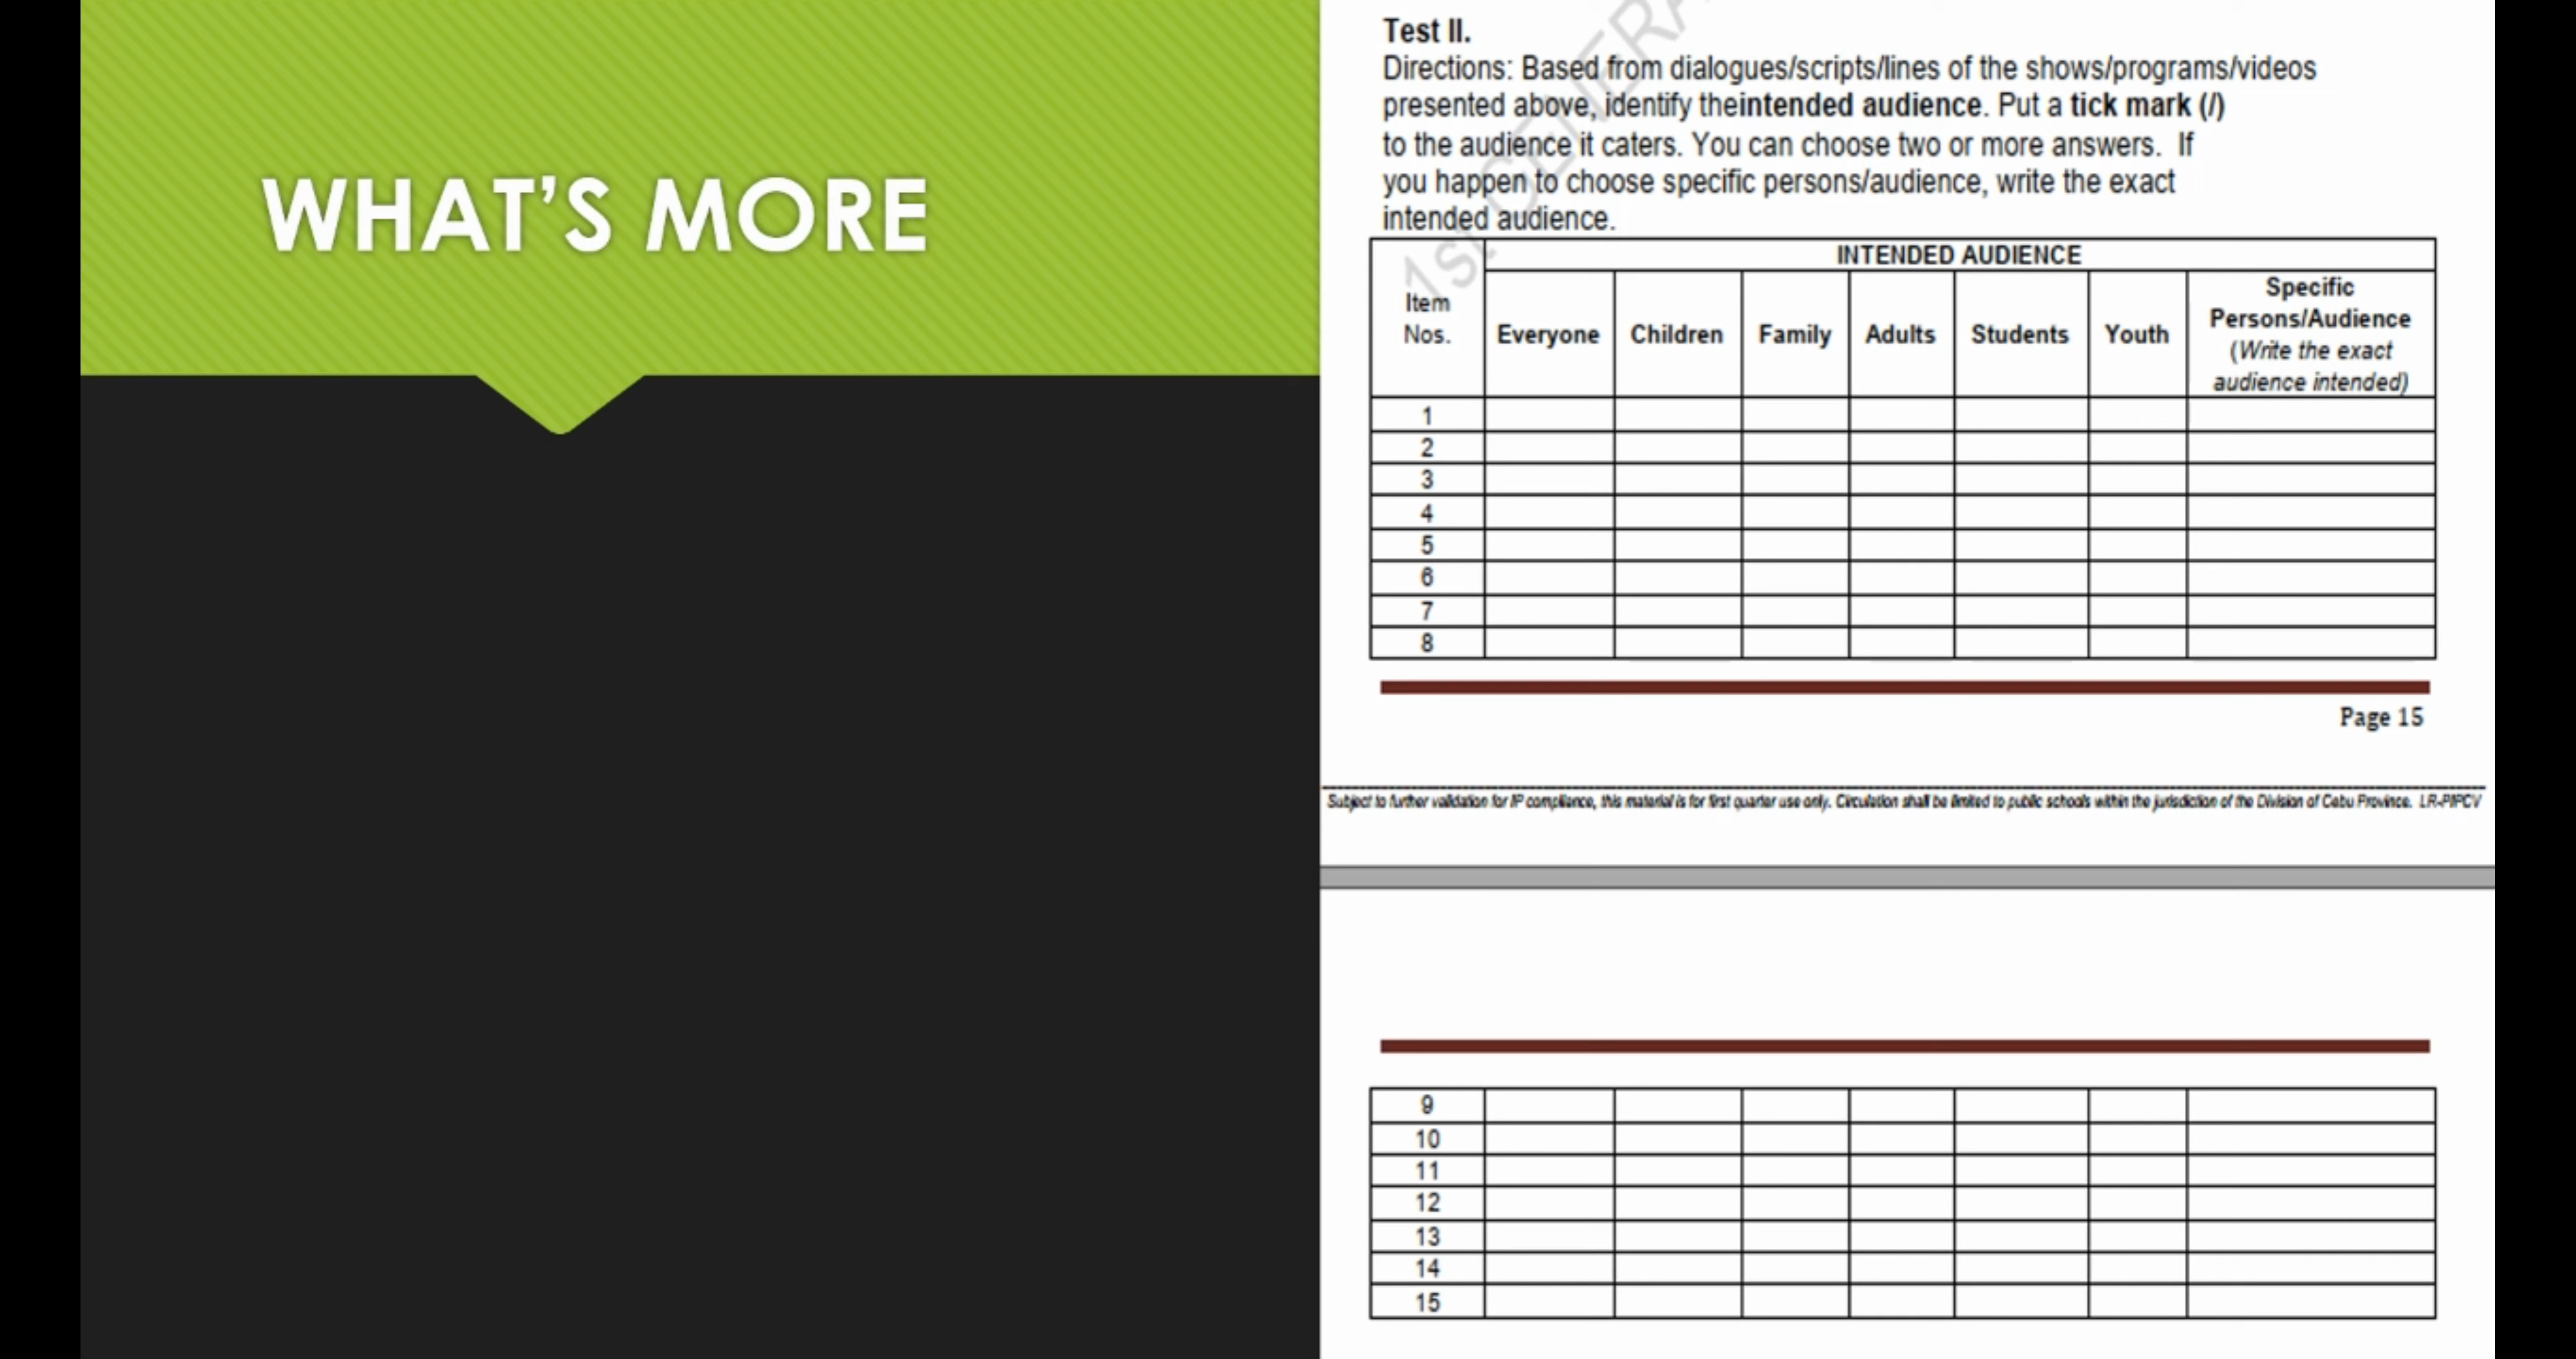 WHAT'S MORE
Test II.
Directions: Based from dialogues/scripts/lines of the shows/programs/videos
presented above, identify theintended audience. Put a tick mark (/)
to the audience it caters. You can choose two or more answers. If
you happen to choose specific persons/audience, write the exact
intended audience.
INTENDED AUDIENCE
Item
Nos.
Everyone
Children
Family
Adults
Students
Youth
Specific
Persons/Audience
(Write the exact
audience intended)
1
2
3
4
5
6
7
8
Page 15
Subject to further validation for IP compliance, this material is for first quarter use only. Circulation shall be limited to public schools within the jurisdiction of the Division of Cebu Province. LR-PIPCV
9
10
11
12
13
14
15